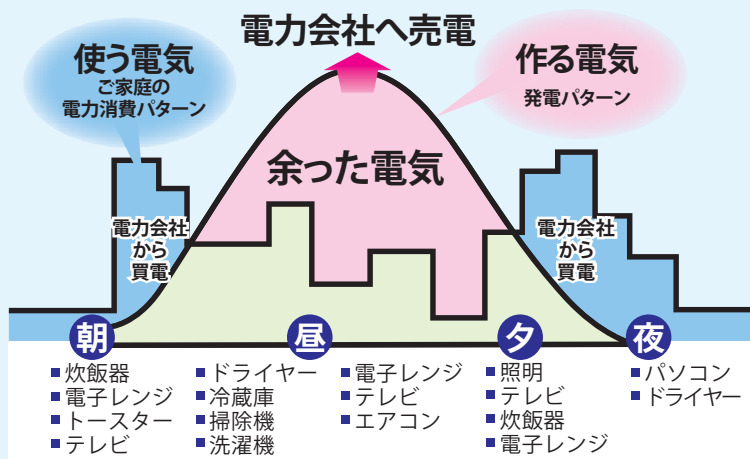 電力会社へ売電
使う電気
ご家庭の
電力消費パターン
作る電気
発電パターン
余った電気
電力会社
から
買電
電力会社
から
買電
朝
昼
夕
夜
■炊飯器
■電子レンジ
■トースター
■テレビ
■ドライヤー
■冷蔵庫
■掃除機
■洗濯機
■電子レンジ
■テレビ
■エアコン
■照明
■テレビ
■炊飯器
■電子レンジ
■パソコン
■ドライヤー